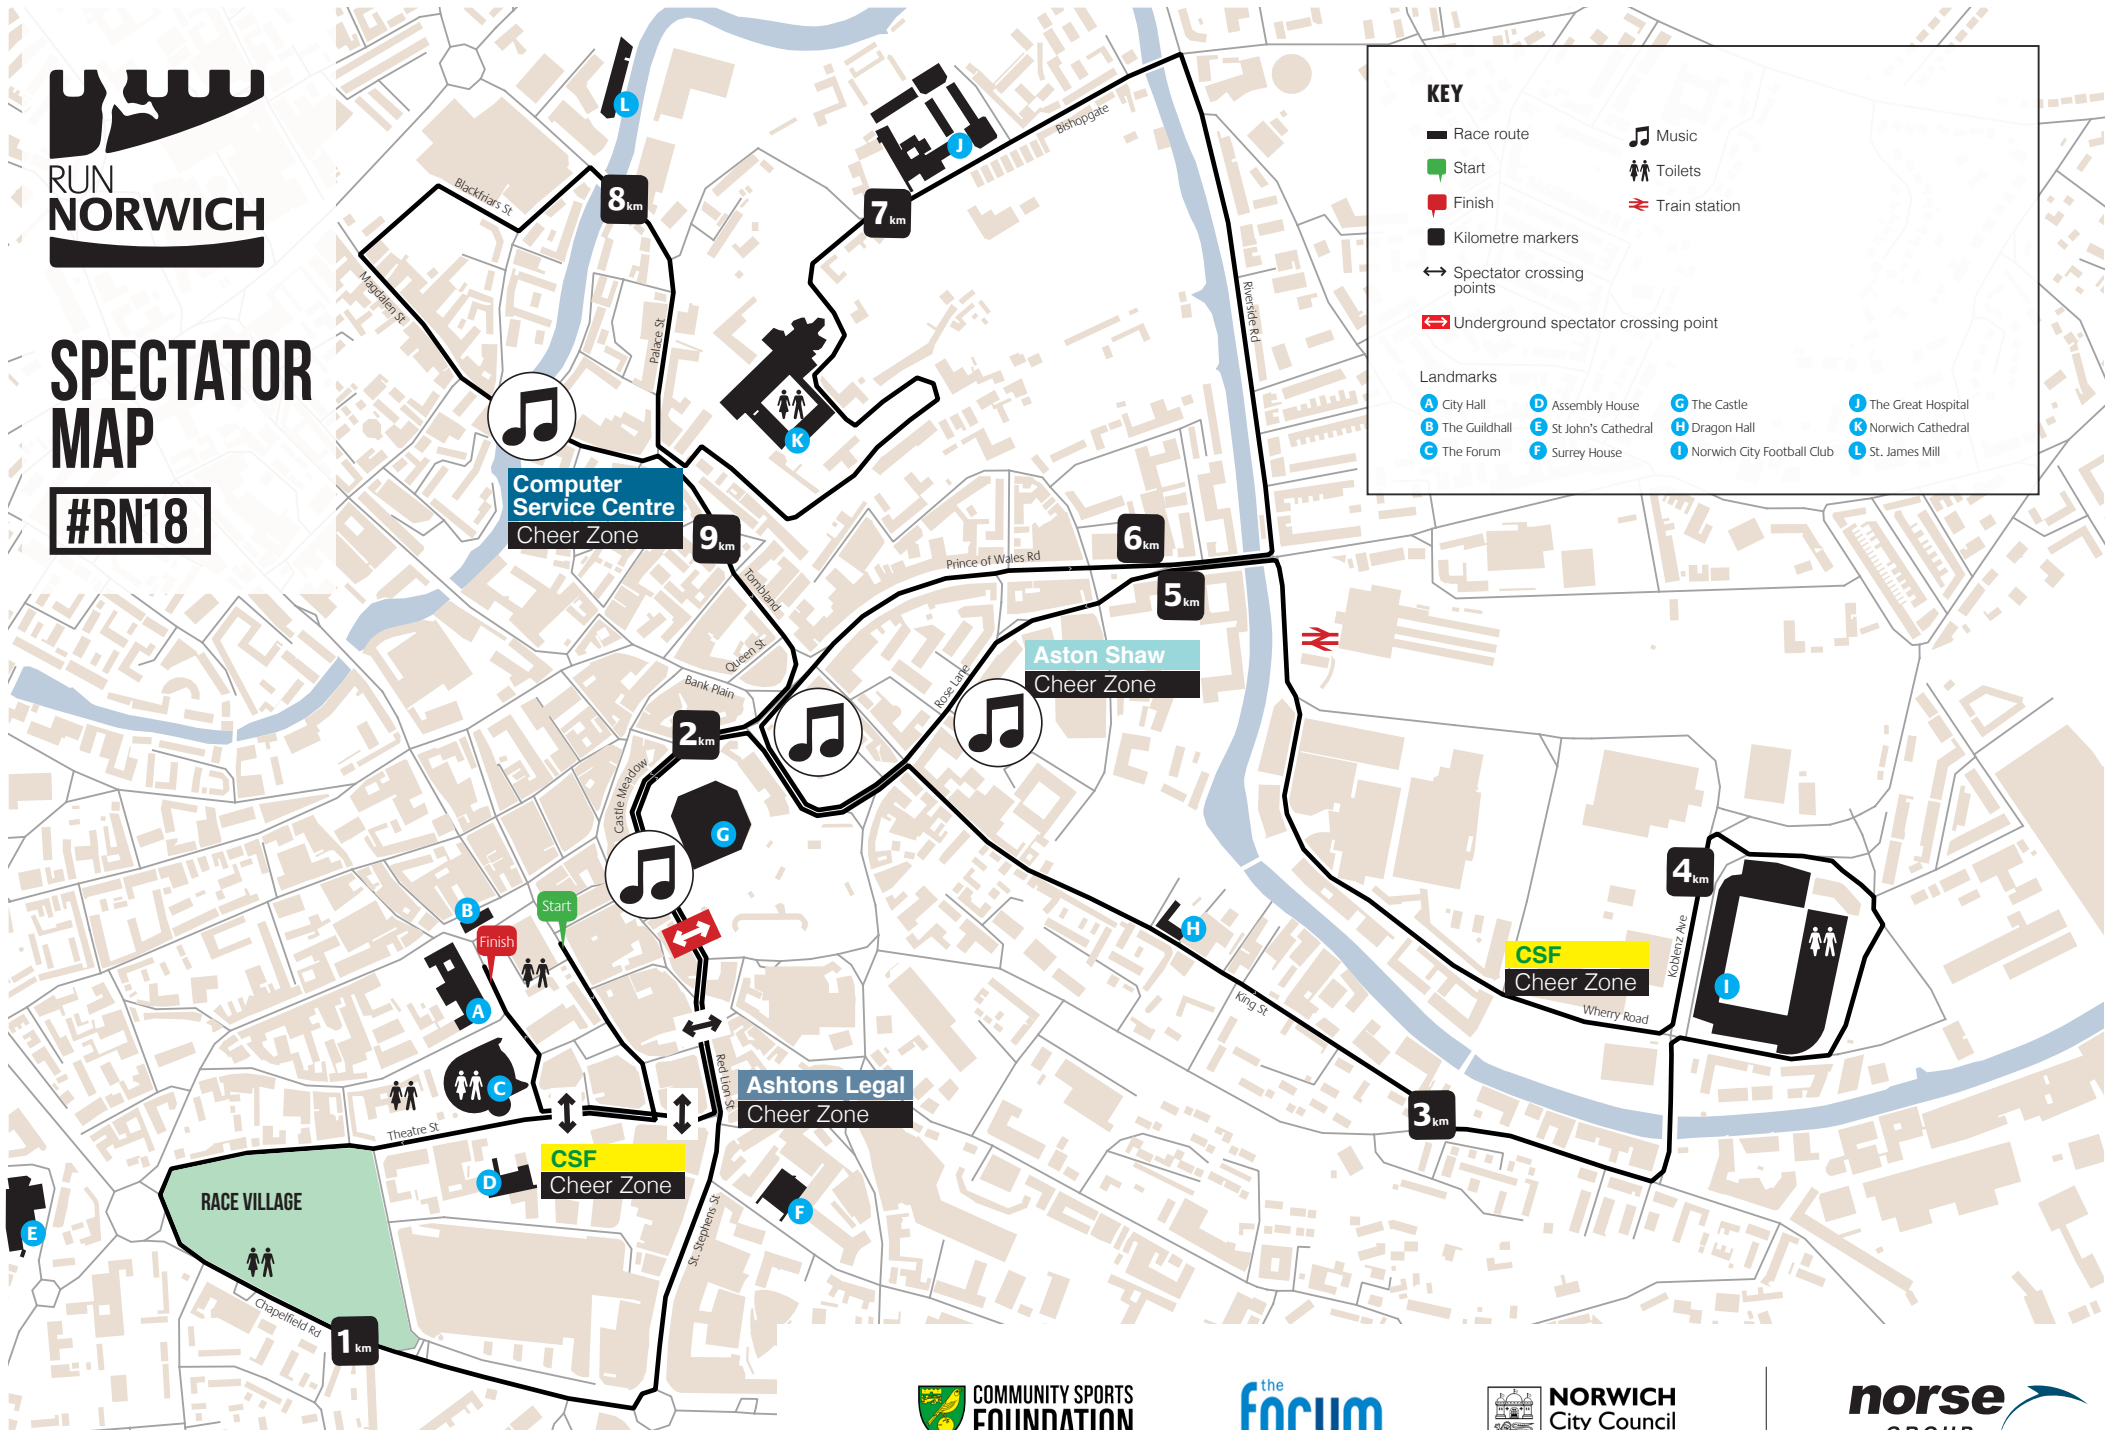 RUN
NORWICH
SPECTATOR
MAP
#RN18
KEY
Race route
Start
Finish
Kilometre markers
Spectator crossing
points
Underground spectator crossing point
Music
Toilets
Train station
Landmarks
A City Hall
B The Guildhall
C The Forum
D Assembly House
E St John's Cathedral
F Surrey House
G The Castle
H Dragon Hall
I Norwich City Football Club
J The Great Hospital
K Norwich Cathedral
L St. James Mill
L
J
Bishopgate
Blackfriars St
8km
7km
Magdalen St
Palace St
Riverside Rd
K
Computer
Service Centre
Cheer Zone
9km
6km
Prince of Wales Rd
5km
Tombland
Queen St
Bank Plain
Aston Shaw
Cheer Zone
Rose Lane
2km
Castle Meadow
G
4km
B
Start
Finish
H
CSF
Cheer Zone
Koblenz Ave
I
A
King St
Wherry Road
Red Lion St
Ashtons Legal
Cheer Zone
C
3km
Theatre St
CSF
Cheer Zone
D
RACE VILLAGE
F
E
St. Stephens St
Chapelfield Rd
1km
COMMUNITY SPORTS
FOUNDATION
the
forum
NORWICH
City Council
norse
GROUP